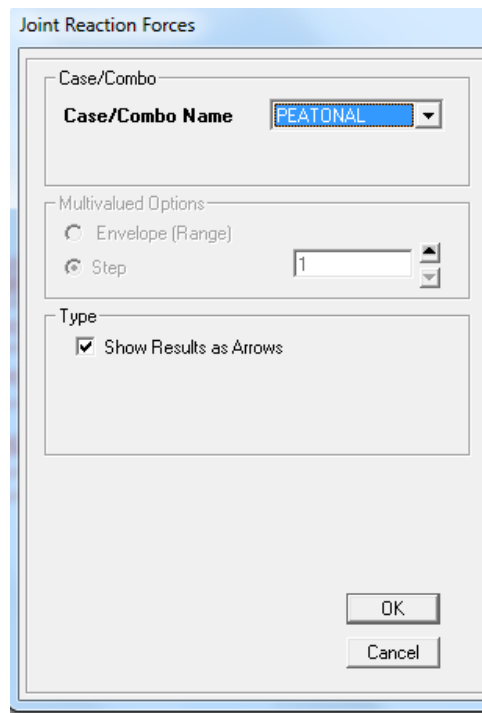 Joint Reaction Forces
Case/Combo
Case/Combo Name PEATONAL
Multivalued Options
Envelope (Range)
Step 1
Type
Show Results as Arrows
OK
Cancel